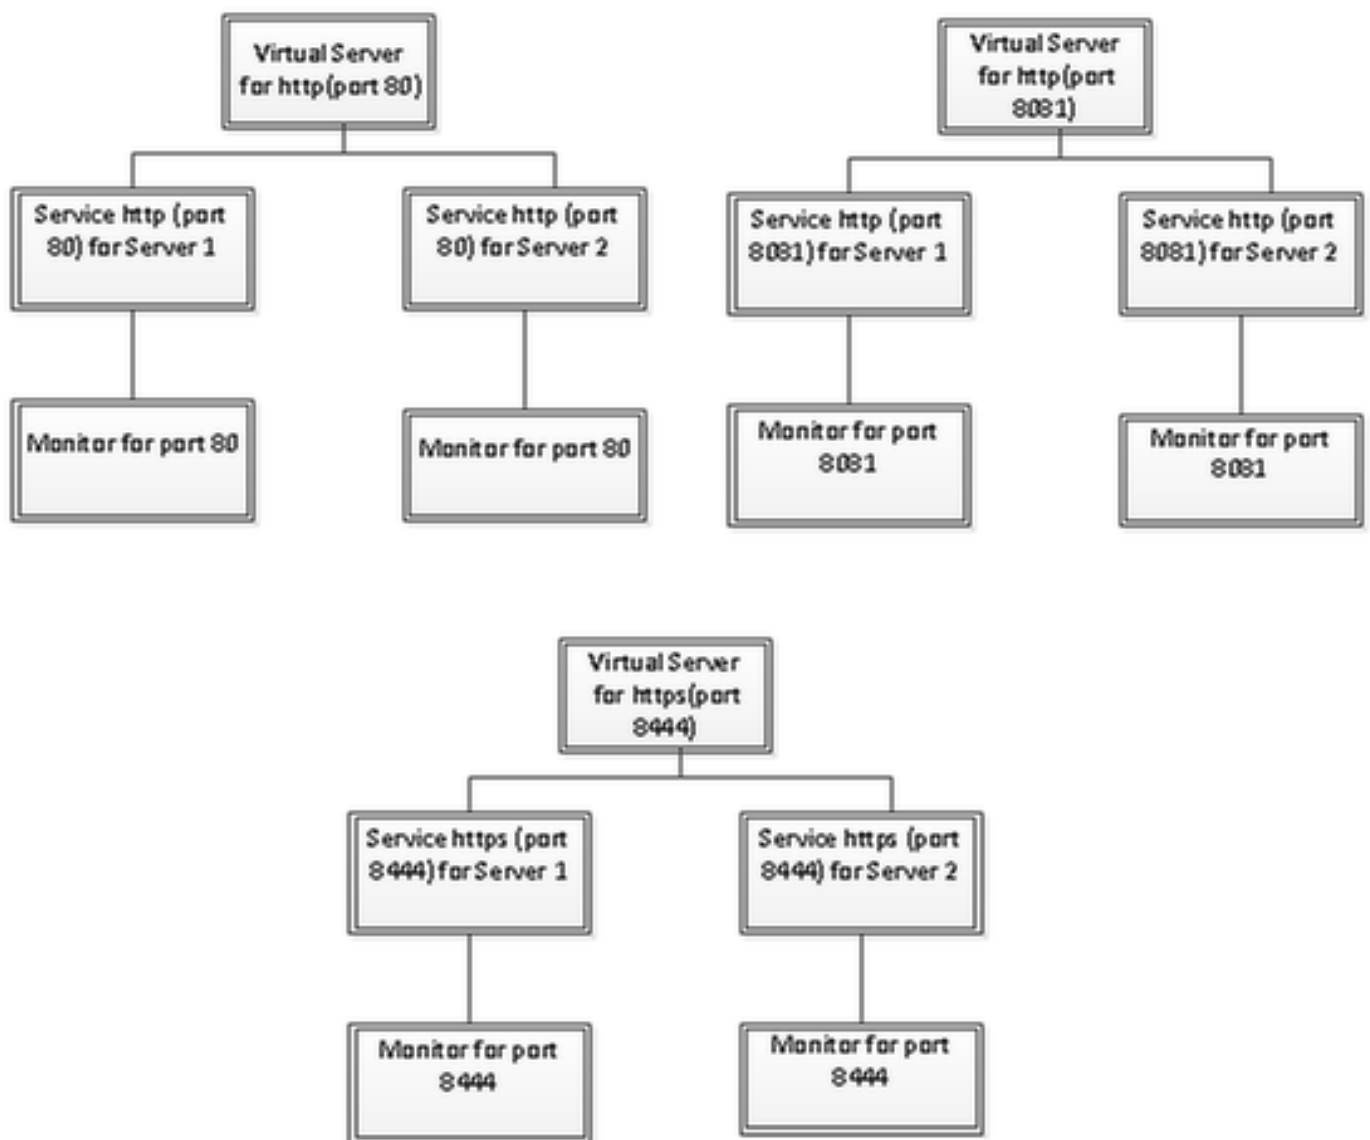 Virtual Server
for http(port 80)
Service http (port
80) for Server 1
Service http (port
80) for Server 2
Monitor for port 80
Monitor for port 80
Virtual Server
for http(port
8081)
Service http (port
8081) for Server 1
Service http (port
8081) for Server 2
Monitor for port
8081
Monitor for port
8081
Virtual Server
for https(port
8444)
Service https (port
8444) for Server 1
Service https (port
8444) for Server 2
Monitor for port
8444
Monitor for port
8444